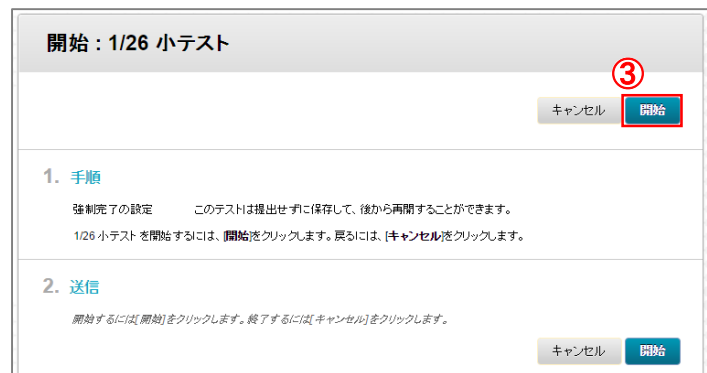 開始 : 1/26 小テスト
③
キャンセル 開始
1. 手順
強制完了の設定 このテストは提出せずに保存して、後から再開することができます。
1/26 小テスト を開始するには、[開始]をクリックします。戻るには、[キャンセル]をクリックします。
2. 送信
開始するには[開始]をクリックします。終了するには[キャンセル]をクリックします。
キャンセル 開始